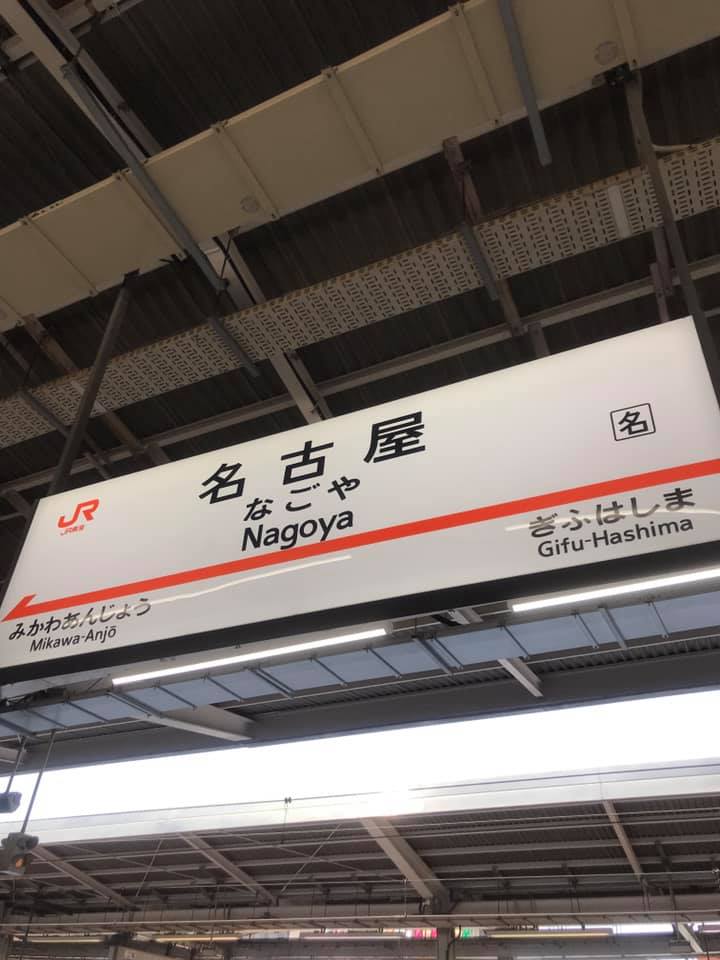 名古屋
名
なごや
Nagoya
JR
JR東海
ぎふはしま
Gifu-Hashima
みかわあんじょう
Mikawa-Anjō